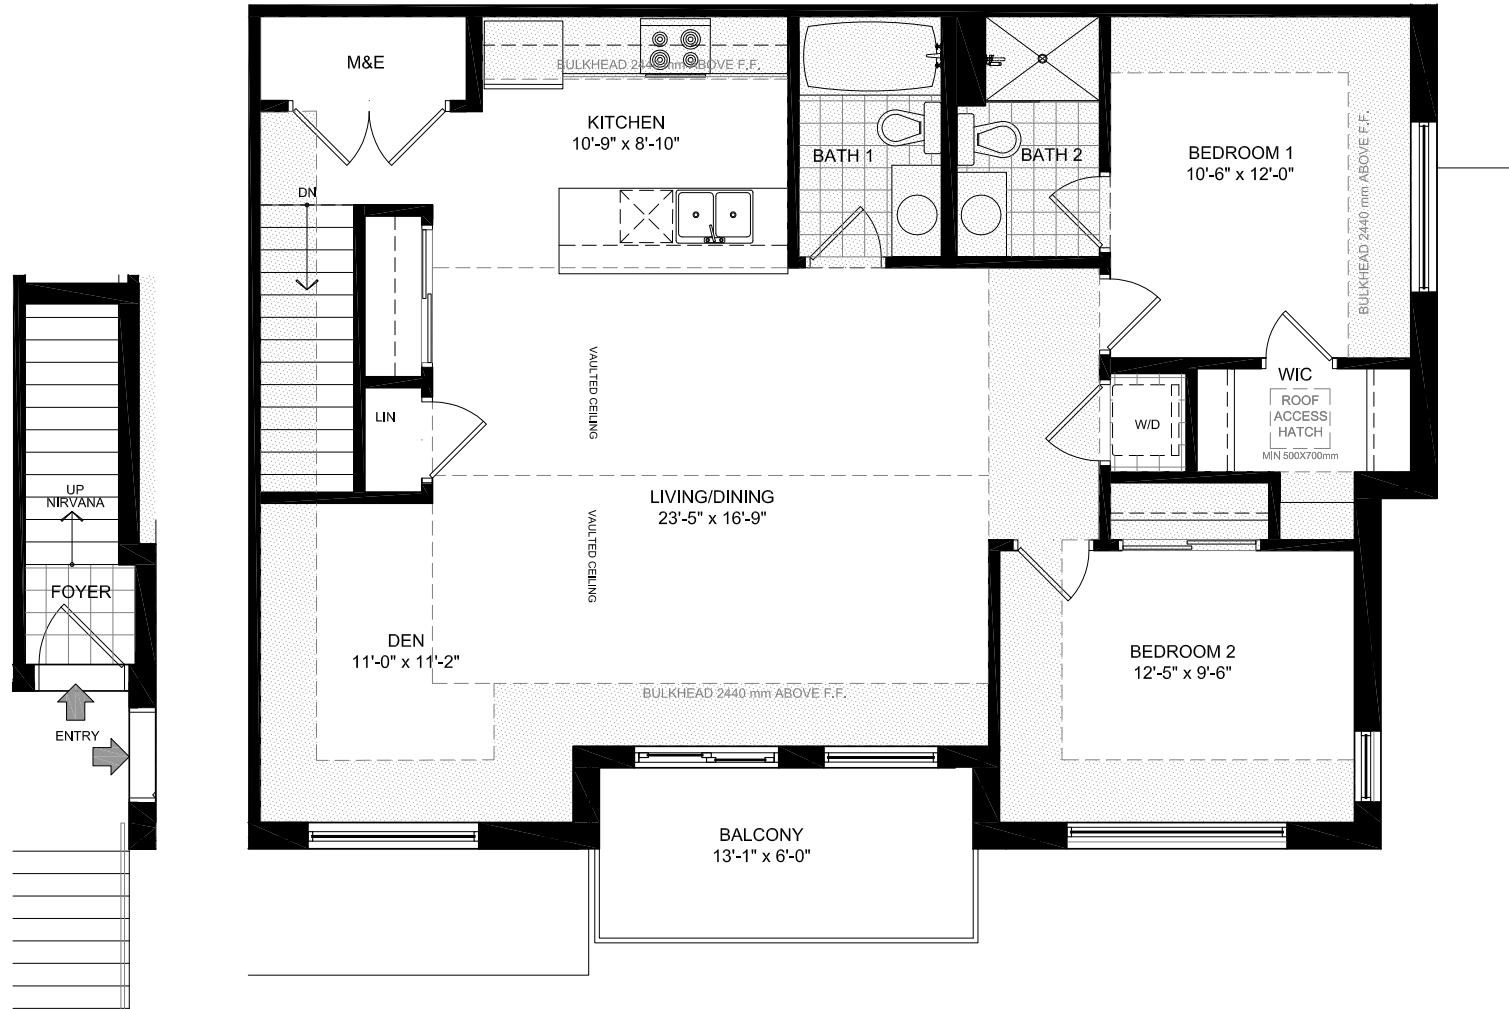 M&E
BULKHEAD 2440 mm ABOVE F.F.
KITCHEN
10'-9" x 8'-10"
BATH 1
BATH 2
BEDROOM 1
10'-6" x 12'-0"
BULKHEAD 2440 mm ABOVE F.F.
DN
VAULTED CEILING
WIC
ROOF
ACCESS
HATCH
MIN 500X700mm
LIN
W/D
UP
NIRVANA
LIVING/DINING
23'-5" x 16'-9"
VAULTED CEILING
FOYER
DEN
11'-0" x 11'-2"
BEDROOM 2
12'-5" x 9'-6"
BULKHEAD 2440 mm ABOVE F.F.
ENTRY
BALCONY
13'-1" x 6'-0"